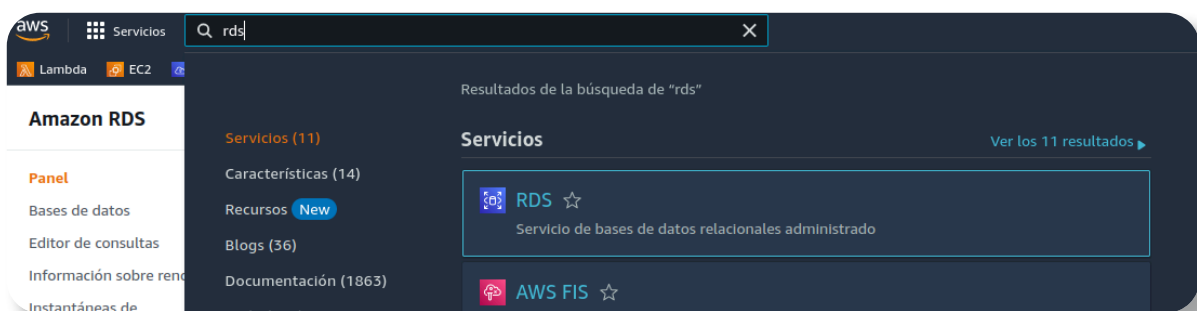 aws
Servicios
rds
Lambda
EC2
Amazon RDS
Panel
Bases de datos
Editor de consultas
Información sobre
Instantáneas de
Resultados de la búsqueda de “rds”
Servicios (11)
Características (14)
Recursos New
Blogs (36)
Documentación (1863)
Servicios
Ver los 11 resultados
RDS
Servicio de bases de datos relacionales administrado
AWS FIS